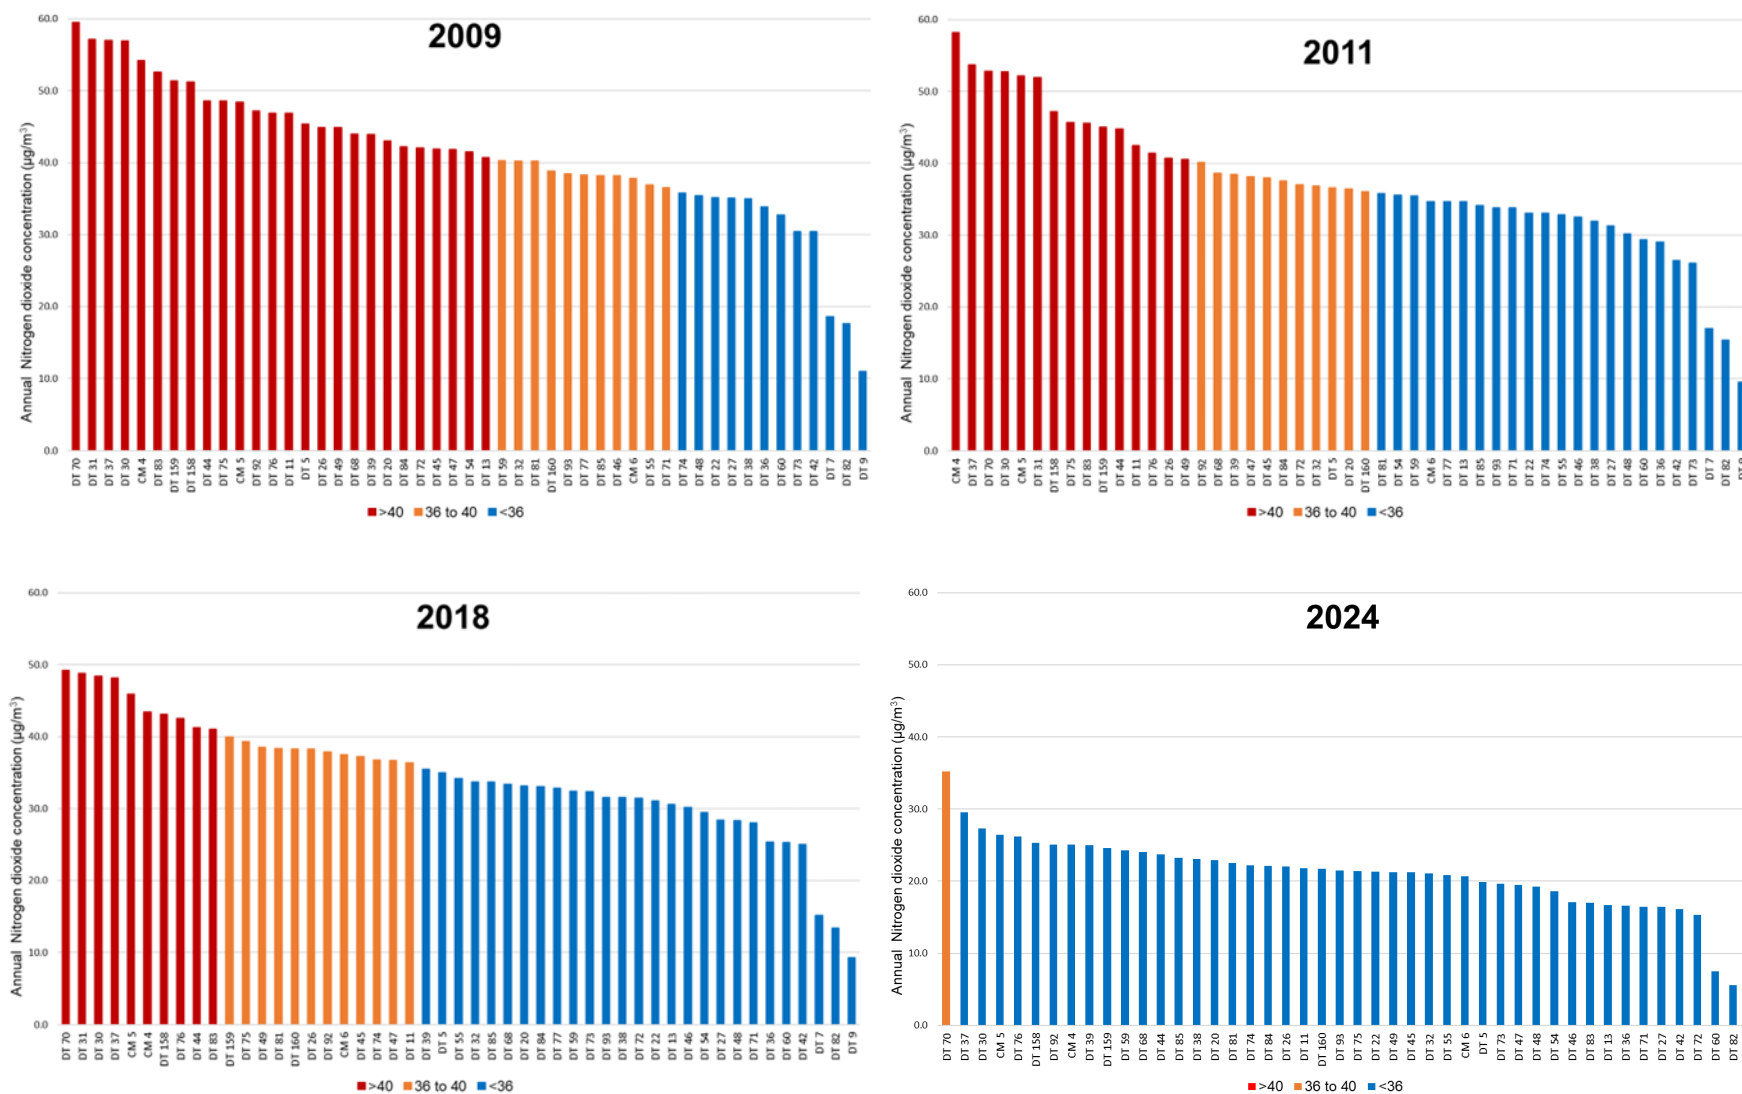 2009
Annual Nitrogen dioxide concentration (µg/m³)
60.0
50.0
40.0
30.0
20.0
10.0
0.0
DT 70 DT 31 DT 37 DT 30 CM 4 DT 83 DT 159 DT 158 DT 44 DT 75 CM 5 DT 92 DT 76 DT 11 DT 5 DT 26 DT 49 DT 68 DT 39 DT 20 DT 84 DT 72 DT 45 DT 47 DT 54 DT 13 DT 59 DT 32 DT 81 DT 160 DT 93 DT 77 DT 85 DT 46 CM 6 DT 55 DT 71 DT 74 DT 48 DT 22 DT 27 DT 38 DT 36 DT 60 DT 73 DT 42 DT 7 DT 82 DT 9
>40 36 to 40 <36
2011
Annual Nitrogen dioxide concentration (µg/m³)
60.0
50.0
40.0
30.0
20.0
10.0
0.0
CM 4 DT 37 DT 70 DT 30 CM 5 DT 31 DT 158 DT 75 DT 83 DT 159 DT 44 DT 11 DT 76 DT 26 DT 49 DT 92 DT 68 DT 39 DT 47 DT 45 DT 84 DT 72 DT 32 DT 5 DT 20 DT 160 DT 81 DT 54 DT 59 CM 6 DT 77 DT 13 DT 85 DT 93 DT 71 DT 22 DT 74 DT 55 DT 46 DT 38 DT 27 DT 48 DT 60 DT 36 DT 42 DT 73 DT 7 DT 82 DT 9
>40 36 to 40 <36
2018
Annual Nitrogen dioxide concentration (µg/m³)
60.0
50.0
40.0
30.0
20.0
10.0
0.0
DT 70 DT 31 DT 30 DT 37 CM 5 CM 4 DT 158 DT 76 DT 44 DT 83 DT 159 DT 75 DT 49 DT 81 DT 160 DT 26 DT 92 CM 6 DT 45 DT 74 DT 47 DT 11 DT 39 DT 5 DT 55 DT 32 DT 85 DT 68 DT 20 DT 84 DT 77 DT 59 DT 73 DT 93 DT 38 DT 72 DT 22 DT 13 DT 46 DT 54 DT 27 DT 48 DT 71 DT 36 DT 60 DT 42 DT 7 DT 82 DT 9
>40 36 to 40 <36
2024
Annual Nitrogen dioxide concentration (µg/m³)
60.0
50.0
40.0
30.0
20.0
10.0
0.0
DT 70 DT 37 DT 30 CM 5 DT 76 DT 158 DT 92 CM 4 DT 39 DT 159 DT 59 DT 68 DT 44 DT 85 DT 38 DT 20 DT 81 DT 74 DT 84 DT 26 DT 11 DT 160 DT 93 DT 75 DT 22 DT 49 DT 45 DT 32 DT 55 CM 6 DT 5 DT 73 DT 47 DT 48 DT 54 DT 46 DT 83 DT 13 DT 36 DT 71 DT 27 DT 42 DT 72 DT 60 DT 82
>40 36 to 40 <36